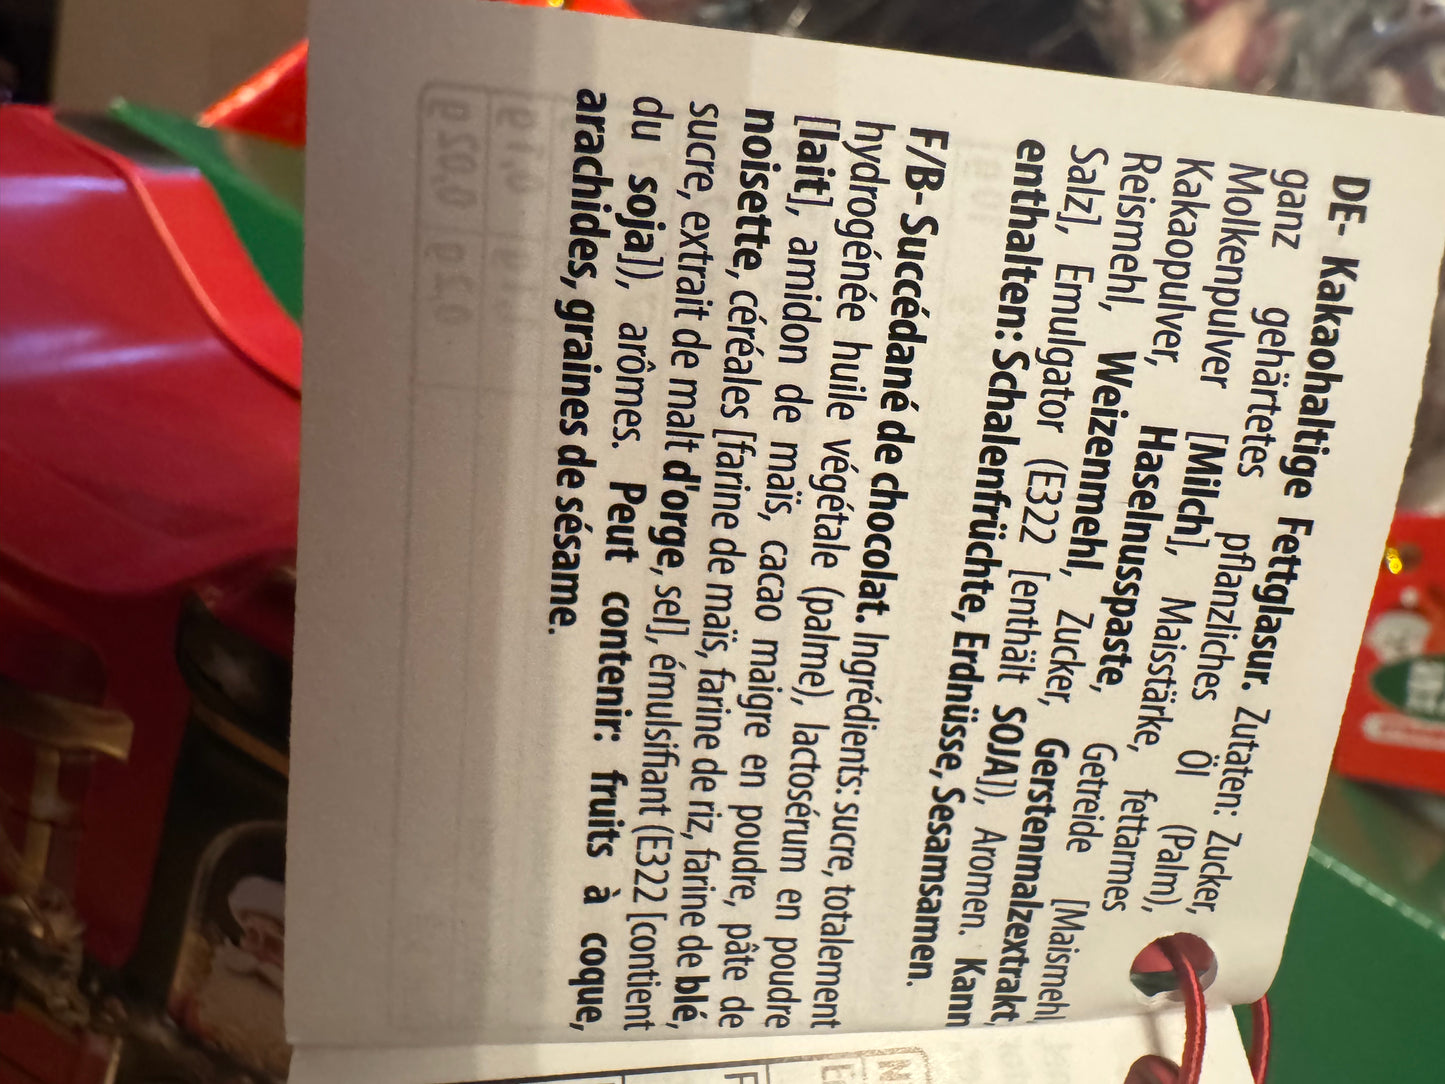 DE- Kakaohaltige Fettglasur. Zutaten: Zucker,
ganz gehärtetes pflanzliches Öl (Palm),
Molkenpulver [Milch], Maisstärke, fettarmes
Kakaopulver, Haselnusspaste, Getreide [Maismehl,
Reismehl, Weizenmehl, Zucker, Gerstenmalzextrakt,
Salz], Emulgator (E322 [enthält SOJA]), Aromen. Kann
enthalten: Schalenfrüchte, Erdnüsse, Sesamsamen.
F/B- Succédané de chocolat. Ingrédients: sucre, totalement
hydrogénée huile végétale (palme), lactosérum en poudre
[lait], amidon de maïs, cacao maigre en poudre, pâte de
noisette, céréales [farine de maïs, farine de riz, farine de blé,
sucre, extrait de malt d'orge, sel], émulsifiant (E322 [contient
du soja]), arômes. Peut contenir: fruits à coque,
arachides, graines de sésame.